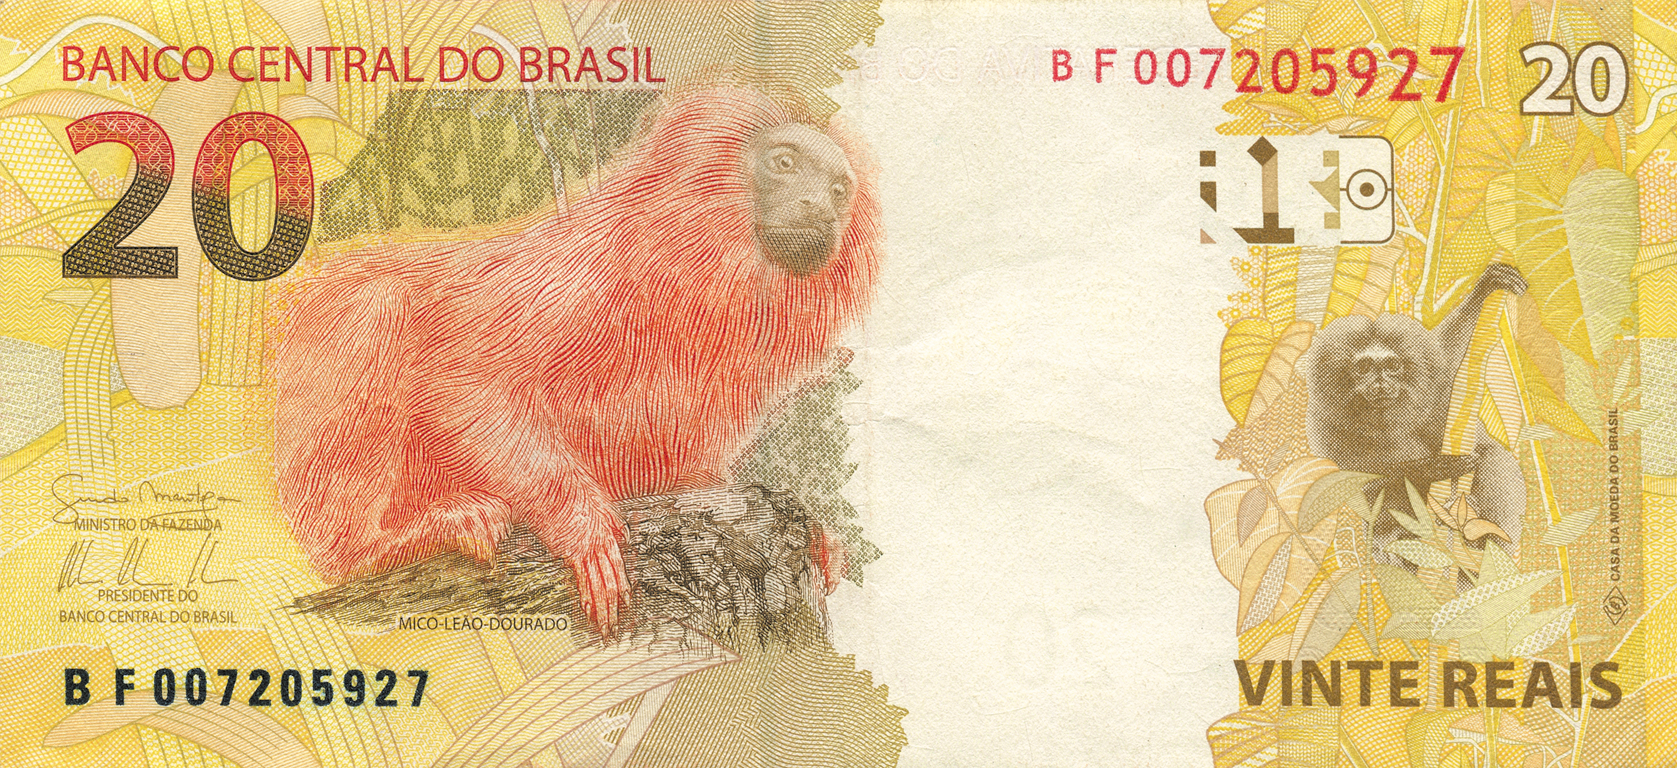 BANCO CENTRAL DO BRASIL
B F 007205927
20
20
MINISTRO DA FAZENDA
PRESIDENTE DO
BANCO CENTRAL DO BRASIL
MICO-LEÃO-DOURADO
B F 007205927
CASA DA MOEDA DO BRASIL
VINTE REAIS